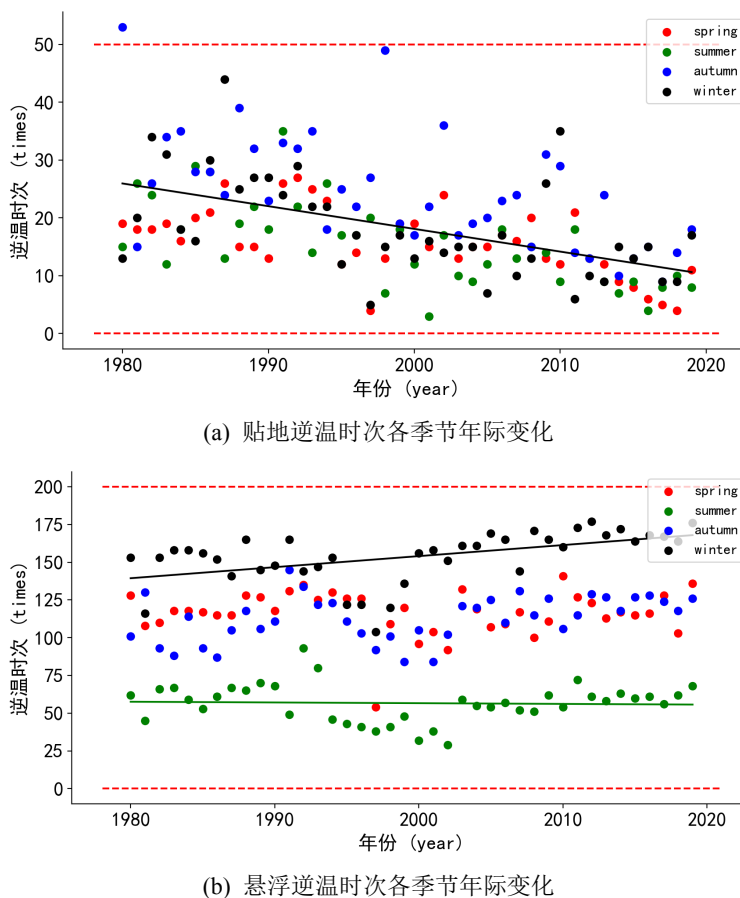 50
40
30
20
10
0
逆温时次 (times)
spring
summer
autumn
winter
1980
1990
2000
2010
2020
年份 (year)
(a) 贴地逆温时次各季节年际变化
200
175
150
125
100
75
50
25
0
逆温时次 (times)
spring
summer
autumn
winter
1980
1990
2000
2010
2020
年份 (year)
(b) 悬浮逆温时次各季节年际变化